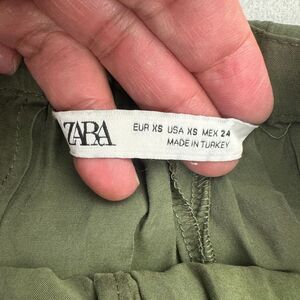 ZARA
EUR XS USA XS MEX 24
MADE IN TURKEY